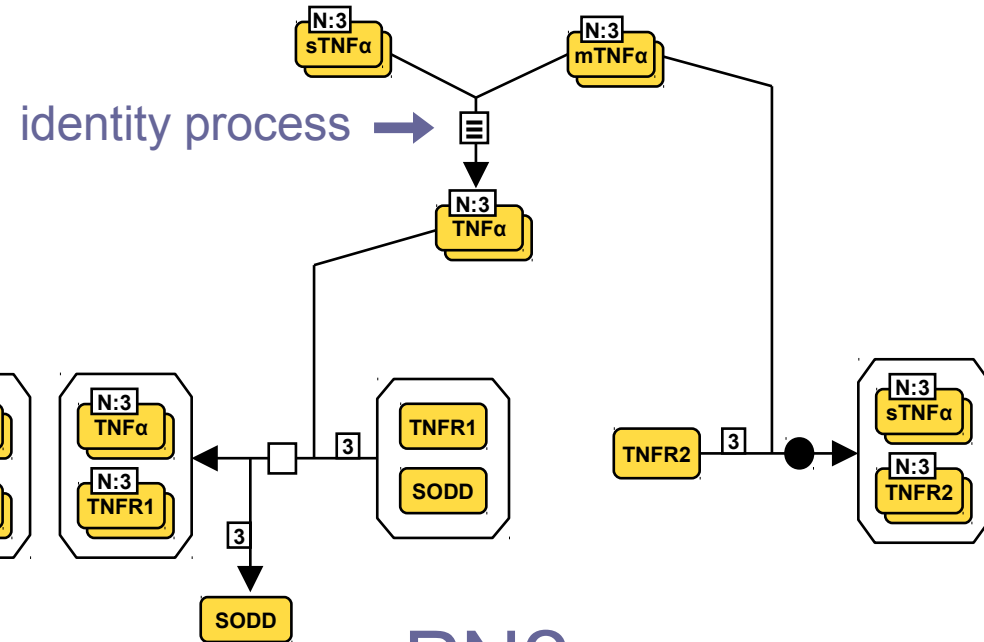 N:3
sTNFα
N:3
mTNFα
identity process
N:3
TNFα
N:3
TNFα
N:3
TNFR1
3
3
SODD
TNFR1
SODD
TNFR2
3
N:3
sTNFα
N:3
TNFR2